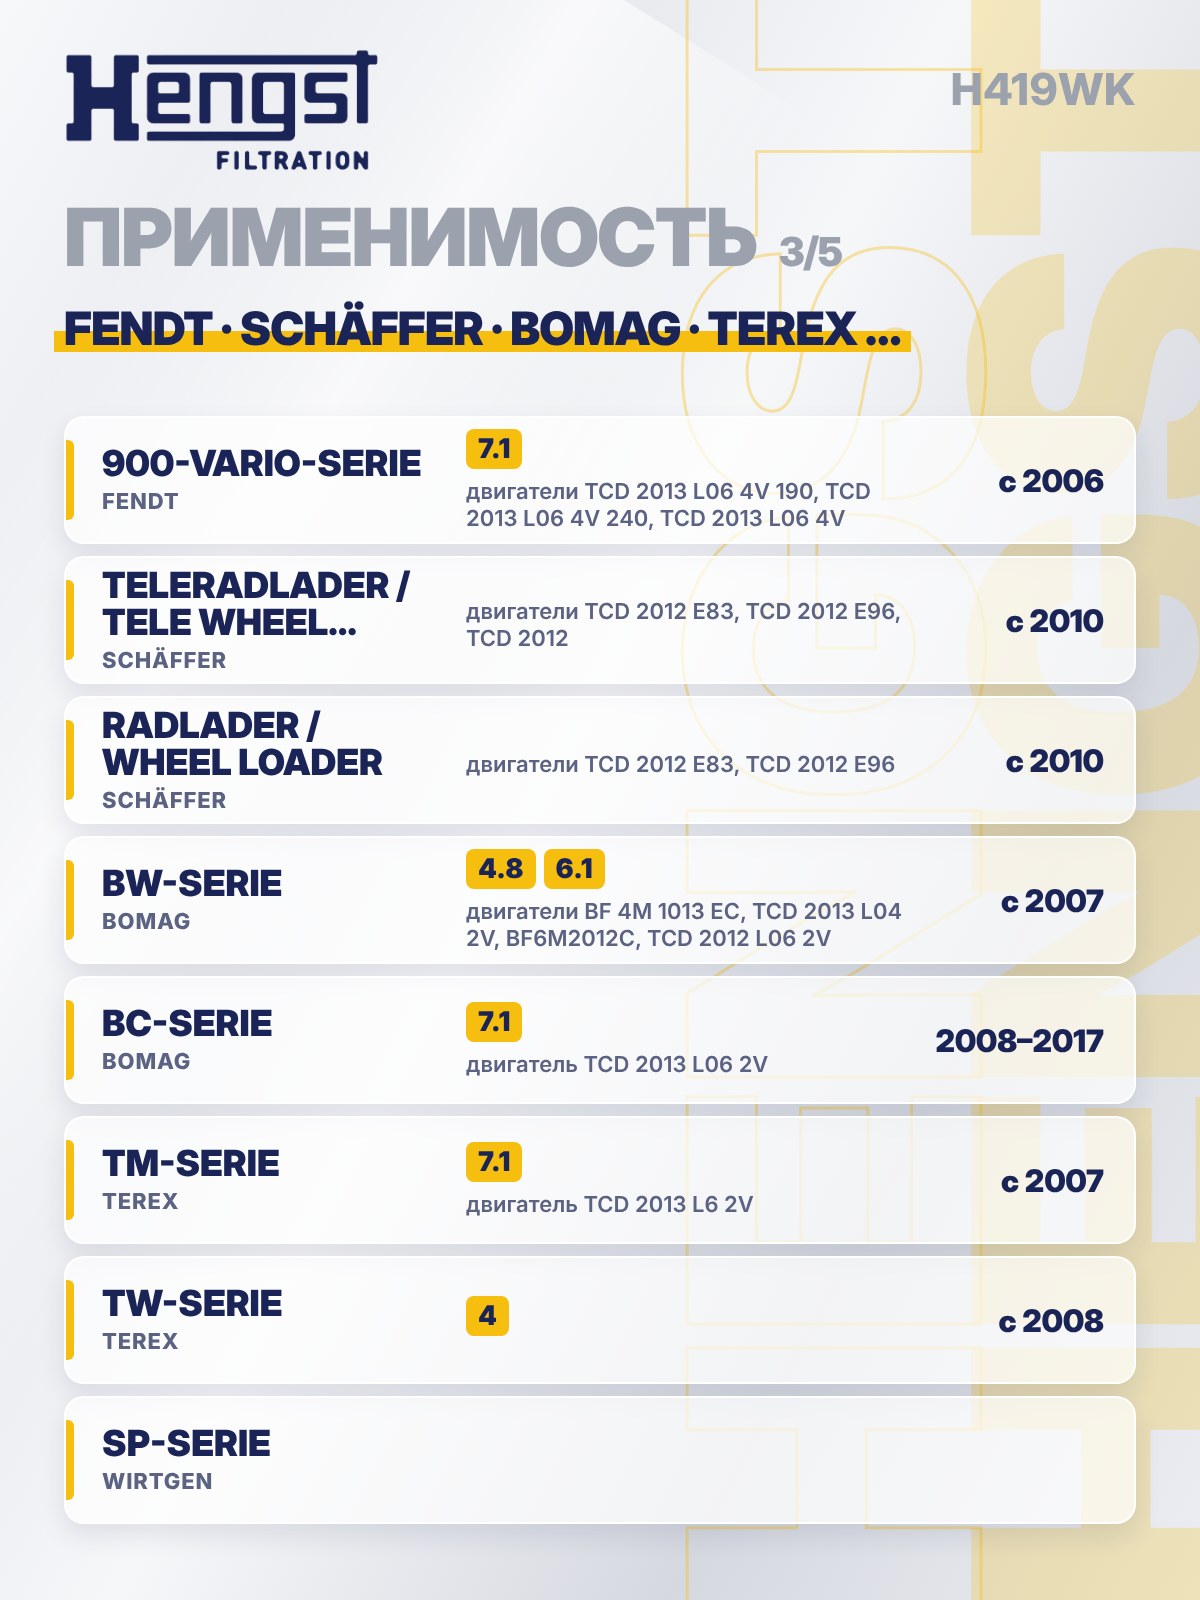 Hengst
FILTRATION
H419WK
ПРИМЕНИМОСТЬ 3/5
FENDT · SCHÄFFER · BOMAG · TEREX ...
900-VARIO-SERIE
FENDT
7.1
двигатели TCD 2013 L06 4V 190, TCD
2013 L06 4V 240, TCD 2013 L06 4V
с 2006
TELERADLADER /
TELE WHEEL...
SCHÄFFER
двигатели TCD 2012 E83, TCD 2012 E96,
TCD 2012
с 2010
RADLADER /
WHEEL LOADER
SCHÄFFER
двигатели TCD 2012 E83, TCD 2012 E96
с 2010
BW-SERIE
BOMAG
4.8 6.1
двигатели BF 4M 1013 EC, TCD 2013 L04
2V, BF6M2012C, TCD 2012 L06 2V
с 2007
BC-SERIE
BOMAG
7.1
двигатель TCD 2013 L06 2V
2008–2017
TM-SERIE
TEREX
7.1
двигатель TCD 2013 L6 2V
с 2007
TW-SERIE
TEREX
4
с 2008
SP-SERIE
WIRTGEN
HENGST
HENGST